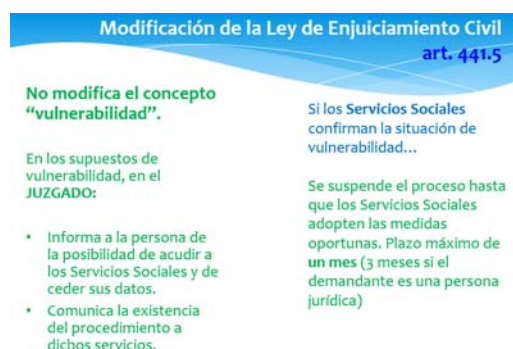 Modificación de la Ley de Enjuiciamiento Civil
art. 441.5
No modifica el concepto
“vulnerabilidad”.
En los supuestos de
vulnerabilidad, en el
JUZGADO:
• Informa a la persona de
la posibilidad de acudir a
los Servicios Sociales y de
ceder sus datos.
• Comunica la existencia
del procedimiento a
dichos servicios.
Si los Servicios Sociales
confirman la situación de
vulnerabilidad...
Se suspende el proceso hasta
que los Servicios Sociales
adopten las medidas
oportunas. Plazo máximo de
un mes (3 meses si el
demandante es una persona
jurídica)